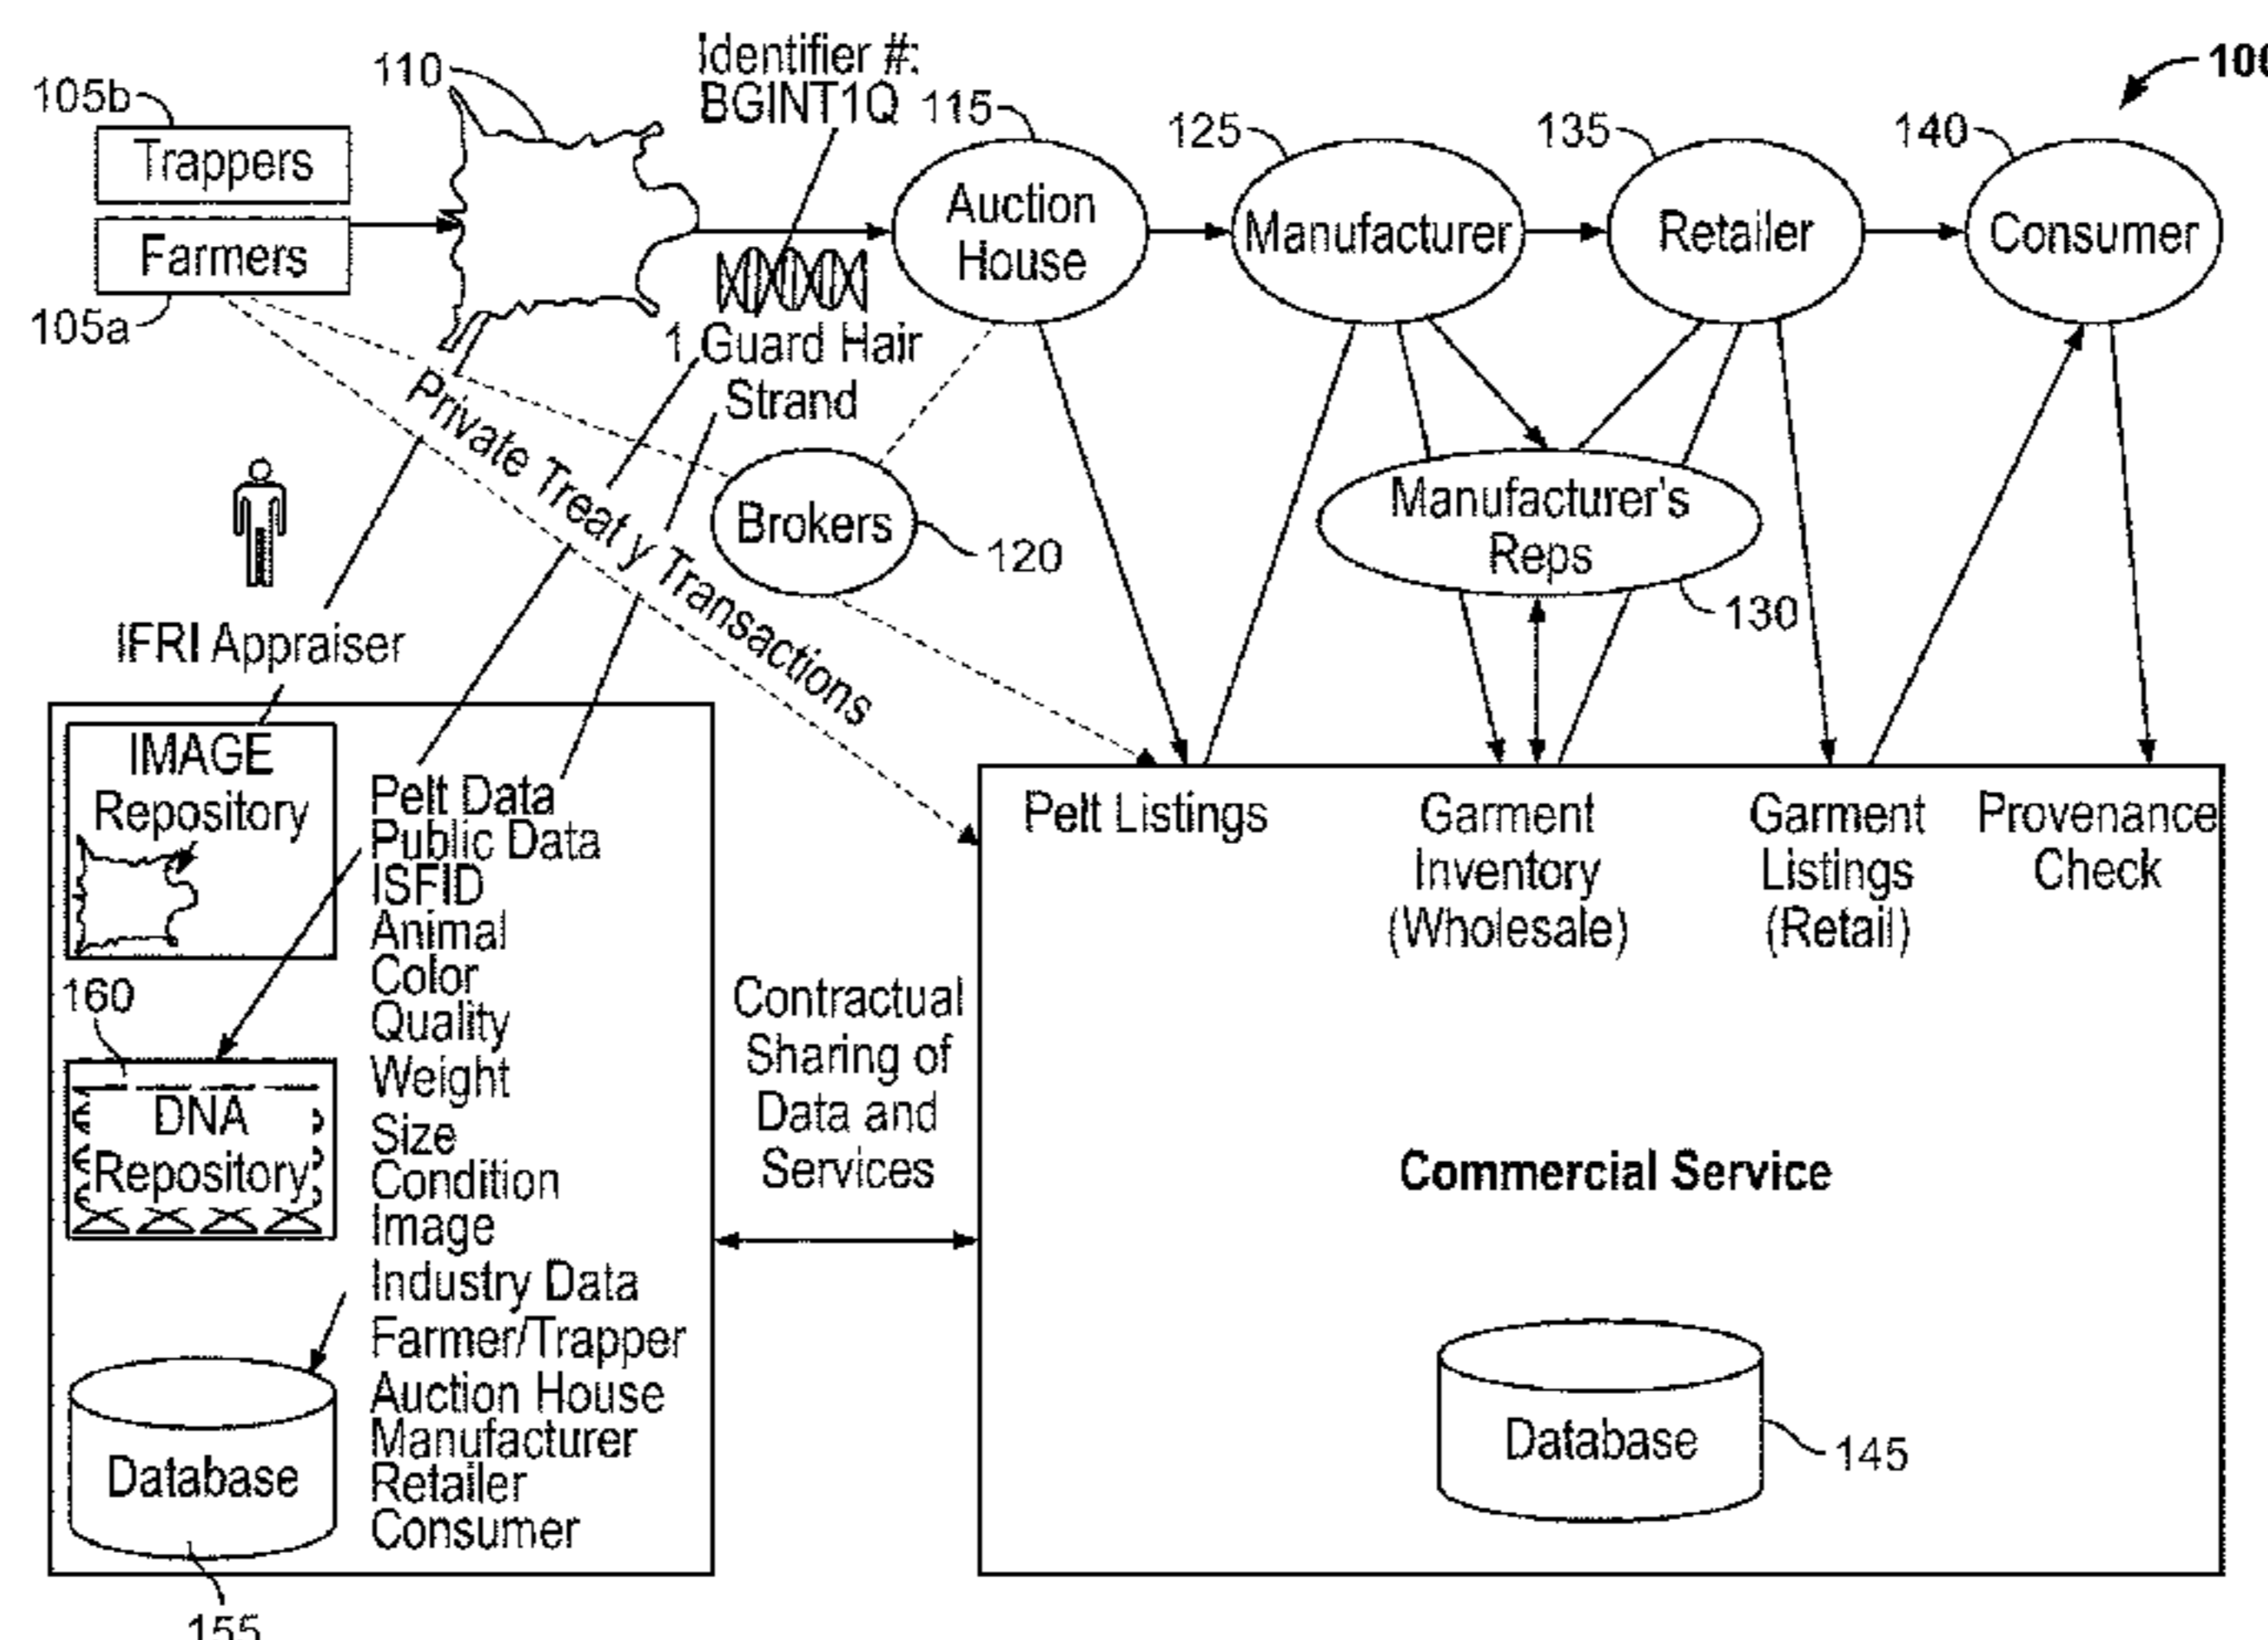 100
105b
Trappers
Farmers
105a
110
Identifier #:
BGINT1Q
1 Guard Hair
Strand
115
Auction
House
125
Manufacturer
135
Retailer
140
Consumer
Private Treat y Transactions
Brokers
120
Manufacturer's
Reps
130
IFRI Appraiser
IMAGE
Repository
160
DNA
Repository
Database
155
Pelt Data
Public Data
ISFID
Animal
Color
Quality
Weight
Size
Condition
Image
Industry Data
Farmer/Trapper
Auction House
Manufacturer
Retailer
Consumer
Contractual
Sharing of
Data and
Services
Pelt Listings
Garment
Inventory
(Wholesale)
Garment
Listings
(Retail)
Provenance
Check
Commercial Service
Database
145